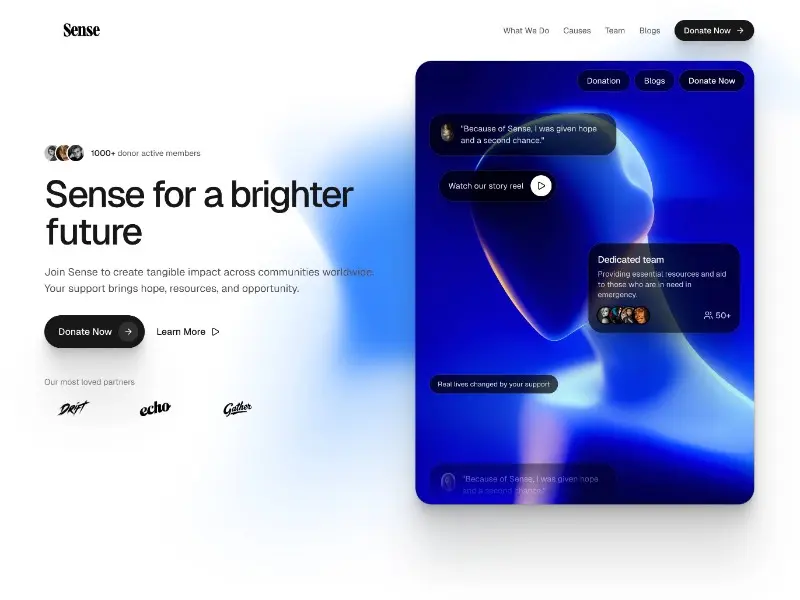 Sense
What We Do
Causes
Team
Blogs
Donate Now
1000+ donor active members
Sense for a brighter
future
Join Sense to create tangible impact across communities worldwide.
Your support brings hope, resources, and opportunity.
Donate Now
Learn More
Our most loved partners
Drift
echo
Gather
Donation
Blogs
Donate Now
"Because of Sense, I was given hope
and a second chance."
Watch our story reel
Dedicated team
Providing essential resources and aid
to those who are in need in
emergency.
50+
Real lives changed by your support
"Because of Sense, I was given hope
and a second chance."